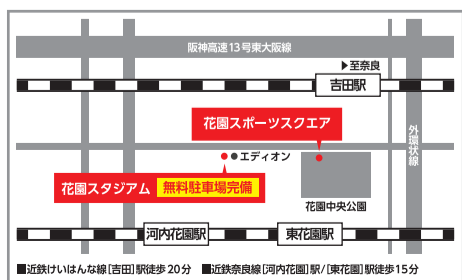 阪神高速13号東大阪線
▶至奈良
吉田駅
花園スポーツスクエア
外環状線
エディオン
花園スタジアム 無料駐車場完備
花園中央公園
河内花園駅
東花園駅
■近鉄けいはんな線[吉田]駅徒歩20分 ■近鉄奈良線[河内花園]駅/[東花園]駅徒歩15分